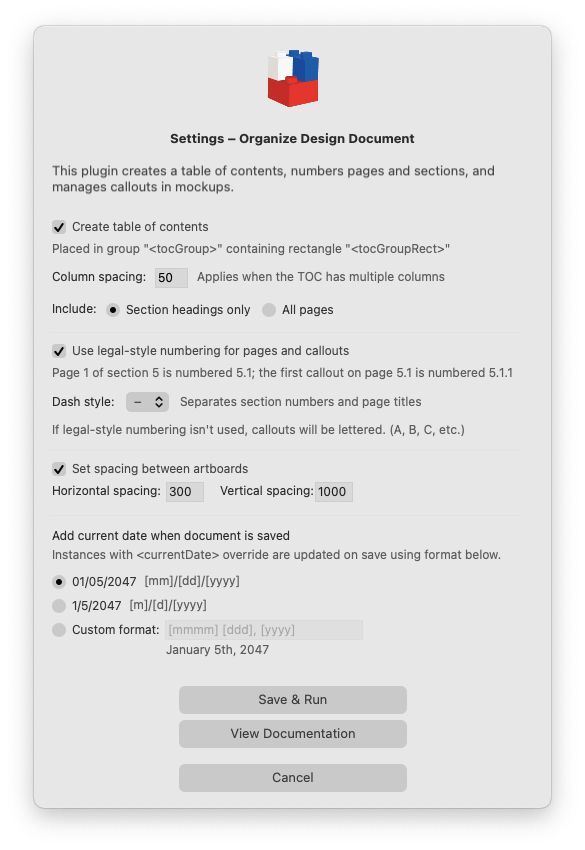 Settings – Organize Design Document
This plugin creates a table of contents, numbers pages and sections, and
manages callouts in mockups.
Create table of contents
Placed in group "<tocGroup>" containing rectangle "<tocGroupRect>"
Column spacing: 50 Applies when the TOC has multiple columns
Include: Section headings only All pages
Use legal-style numbering for pages and callouts
Page 1 of section 5 is numbered 5.1; the first callout on page 5.1 is numbered 5.1.1
Dash style: – Separates section numbers and page titles
If legal-style numbering isn't used, callouts will be lettered. (A, B, C, etc.)
Set spacing between artboards
Horizontal spacing: 300 Vertical spacing: 1000
Add current date when document is saved
Instances with <currentDate> override are updated on save using format below.
01/05/2047 [mm]/[dd]/[yyyy]
1/5/2047 [m]/[d]/[yyyy]
Custom format: [mmmm] [ddd], [yyyy]
January 5th, 2047
Save & Run
View Documentation
Cancel